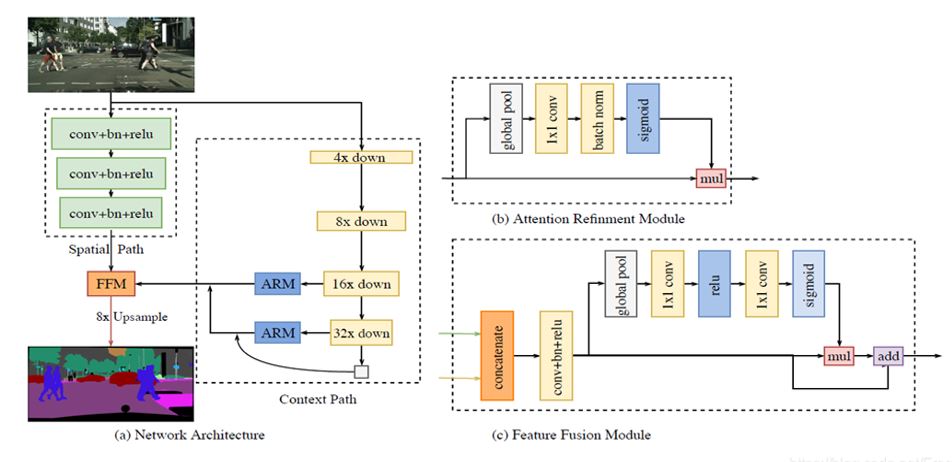 conv+bn+relu
conv+bn+relu
conv+bn+relu
Spatial Path
4x down
8x down
FFM
ARM
16x down
8x Upsample
ARM
32x down
Context Path
(a) Network Architecture
global pool
1x1 conv
batch norm
sigmoid
mul
(b) Attention Refinment Module
concatenate
conv+bn+relu
global pool
1x1 conv
relu
1x1 conv
sigmoid
mul
add
(c) Feature Fusion Module